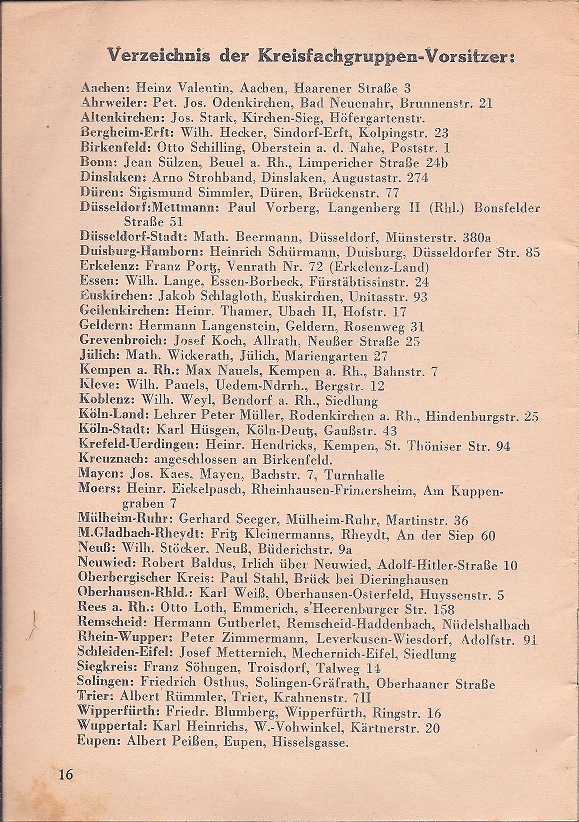 Verzeichnis der Kreisfachgruppen-Vorsitzer:
Aachen: Heinz Valentin, Aachen, Haarener Straße 3
Ahrweiler: Pet. Jos. Odenkirchen, Bad Neuenahr, Brunnenstr. 21
Altenkirchen: Jos. Stark, Kirchen-Sieg, Höfergartenstr.
Bergheim-Erft: Wilh. Hecker, Sindorf-Erft, Kolpingstr. 23
Birkenfeld: Otto Schilling, Oberstein a. d. Nahe, Poststr. 1
Bonn: Jean Sülzen, Beuel a. Rh., Limpericher Straße 24b
Dinslaken: Arno Strohband, Dinslaken, Augustastr. 274
Düren: Sigismund Simmler, Düren, Brückenstr. 77
Düsseldorf:Mettmann: Paul Vorberg, Langenberg II (Rhl.) Bonsfelder
Straße 51
Düsseldorf-Stadt: Math. Beermann, Düsseldorf, Münsterstr. 380a
Duisburg-Hamborn: Heinrich Schürmann, Duisburg, Düsseldorfer Str. 85
Erkelenz: Franz Portz, Venrath Nr. 72 (Erkelenz-Land)
Essen: Wilh. Lange, Essen-Borbeck, Fürstäbtissinstr. 24
Euskirchen: Jakob Schlagloth, Euskirchen, Unitasstr. 93
Geilenkirchen: Heinr. Thamer, Ubach II, Hofstr. 17
Geldern: Hermann Langenstein, Geldern, Rosenweg 31
Grevenbroich: Josef Koch, Allrath, Neußer Straße 25
Jülich: Math. Wickerath, Jülich, Mariengarten 27
Kempen a. Rh.: Max Nauels, Kempen a. Rh., Bahnstr. 7
Kleve: Wilh. Pauels, Uedem-Ndrrh., Bergstr. 12
Koblenz: Wilh. Weyl, Bendorf a. Rh., Siedlung
Köln-Land: Lehrer Peter Müller, Rodenkirchen a. Rh., Hindenburgstr. 25
Köln-Stadt: Karl Hüsgen, Köln-Deutz, Gaußstr. 43
Krefeld-Uerdingen: Heinr. Hendricks, Kempen, St. Thöniser Str. 94
Kreuznach: angeschlossen an Birkenfeld.
Mayen: Jos. Kaes, Mayen, Bachstr. 7, Turnhalle
Moers: Heinr. Eickelpasch, Rheinhausen-Frimersheim, Am Kuppen-
graben 7
Mülheim-Ruhr: Gerhard Seeger, Mülheim-Ruhr, Martinstr. 36
M.Gladbach-Rheydt: Fritz Kleinermanns, Rheydt, An der Siep 60
Neuß: Wilh. Stöcker, Neuß, Büderichstr. 9a
Neuwied: Robert Baldus, Irlich über Neuwied, Adolf-Hitler-Straße 10
Oberbergischer Kreis: Paul Stahl, Brück bei Dieringhausen
Oberhausen-Rhld.: Karl Weiß, Oberhausen-Osterfeld, Huyssenstr. 5
Rees a. Rh.: Otto Loth, Emmerich, s'Heerenburger Str. 158
Remscheid: Hermann Gutberlet, Remscheid-Haddenbach, Nüdelshalbach
Rhein-Wupper: Peter Zimmermann, Leverkusen-Wiesdorf, Adolfstr. 91
Schleiden-Eifel: Josef Metternich, Mechernich-Eifel, Siedlung
Siegkreis: Franz Söhngen, Troisdorf, Talweg 14
Solingen: Friedrich Osthus, Solingen-Gräfrath, Oberhaaner Straße
Trier: Albert Rümmler, Trier, Krahnenstr. 7II
Wipperfürth: Friedr. Blumberg, Wipperfürth, Ringstr. 16
Wuppertal: Karl Heinrichs, W.-Vohwinkel, Kärtnerstr. 20
Eupen: Albert Peißen, Eupen, Hisselsgasse.
16